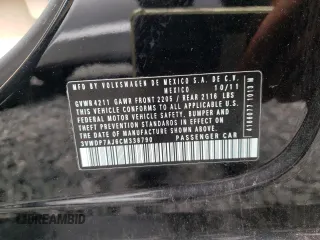 MFD. BY VOLKSWAGEN DE MEXICO S.A. DE C.V.
MEXICO 10/11
GVWR 4211 GAWR FRONT 2205 / REAR 2116 LBS
THIS VEHICLE CONFORMS TO ALL APPLICABLE
FEDERAL MOTOR VEHICLE SAFETY, BUMPER, AND
THEFT PREVENTION STANDARDS IN EFFECT ON
THE DATE OF MANUFACTURE SHOWN ABOVE.
3VWDP7AJ6CM336790 PASSENGER CAR
AUTOBIDMASTER